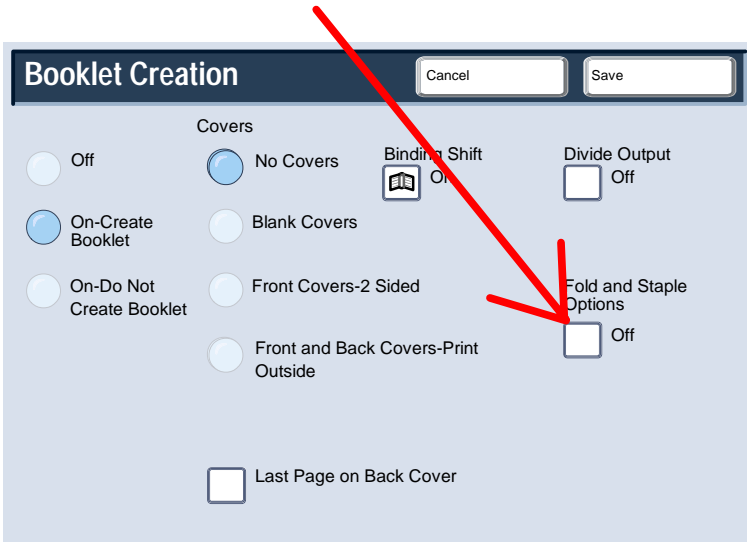 Booklet Creation
Cancel
Save
Covers
Off
No Covers
Binding Shift
Divide Output
Off
On-Create
Booklet
Blank Covers
On-Do Not
Create Booklet
Front Covers-2 Sided
Fold and Staple
Options
Off
Front and Back Covers-Print
Outside
Last Page on Back Cover